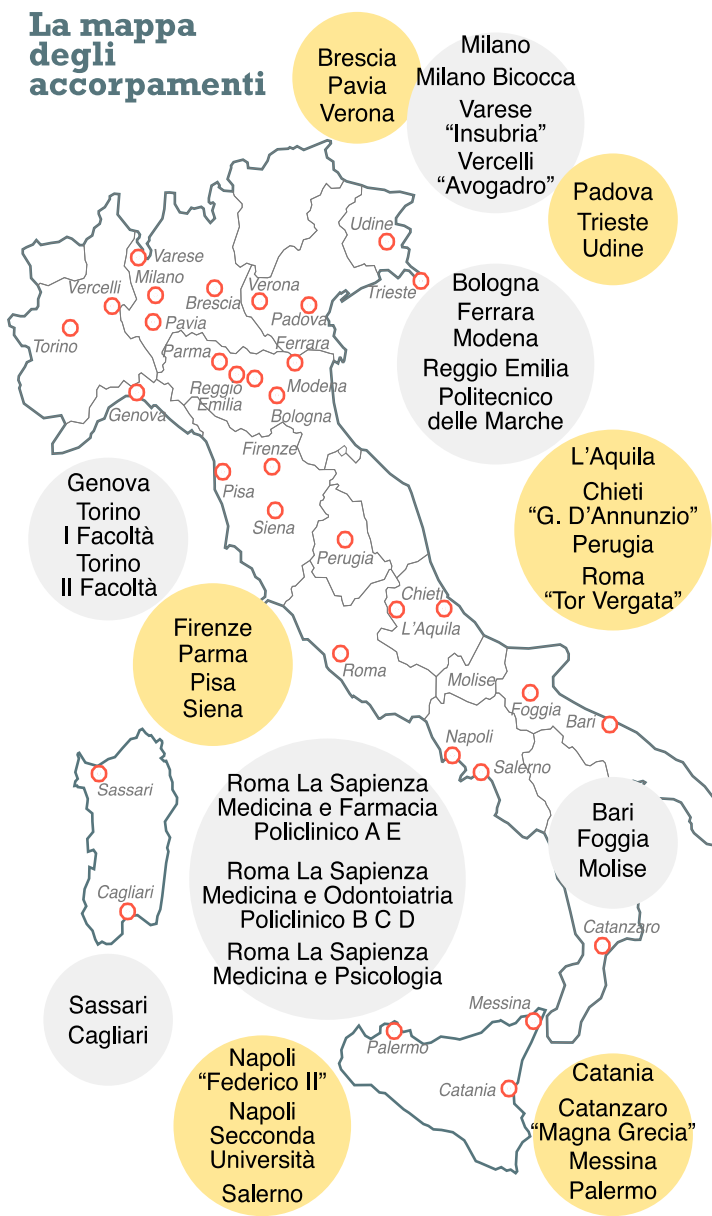 La mappa
degli
accorpamenti
Brescia
Pavia
Verona
Milano
Milano Bicocca
Varese
“Insubria”
Vercelli
“Avogadro”
Padova
Trieste
Udine
Bologna
Ferrara
Modena
Reggio Emilia
Politecnico
delle Marche
L’Aquila
Chieti
“G. D’Annunzio”
Perugia
Roma
“Tor Vergata”
Genova
Torino
I Facoltà
Torino
II Facoltà
Firenze
Parma
Pisa
Siena
Roma La Sapienza
Medicina e Farmacia
Policlinico A E
Roma La Sapienza
Medicina e Odontoiatria
Policlinico B C D
Roma La Sapienza
Medicina e Psicologia
Bari
Foggia
Molise
Sassari
Cagliari
Napoli
“Federico II”
Napoli
Secconda
Università
Salerno
Catania
Catanzaro
“Magna Grecia”
Messina
Palermo
Udine
Varese
Milano
Verona
Vercelli
Brescia
Trieste
Padova
Pavia
Torino
Parma
Ferrara
Reggio
Emilia
Modena
Genova
Bologna
Firenze
Pisa
Siena
Perugia
Chieti
L’Aquila
Roma
Molise
Foggia
Bari
Napoli
Salerno
Sassari
Cagliari
Catanzaro
Messina
Palermo
Catania